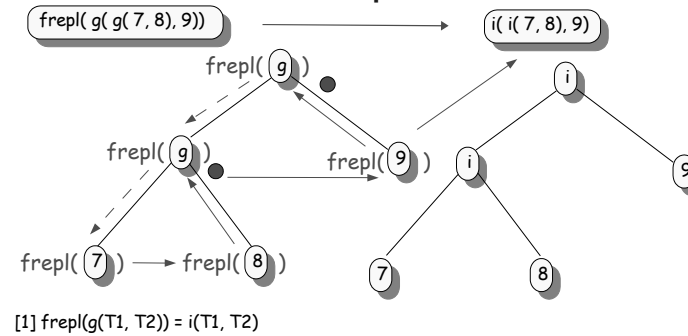 frepl( g( g( 7, 8), 9))
i( i( 7, 8), 9)
frepl( g )
i
frepl( g )
frepl( 9 )
i
9
frepl( 7 )
frepl( 8 )
7
8
[1] frepl(g(T1, T2)) = i(T1, T2)